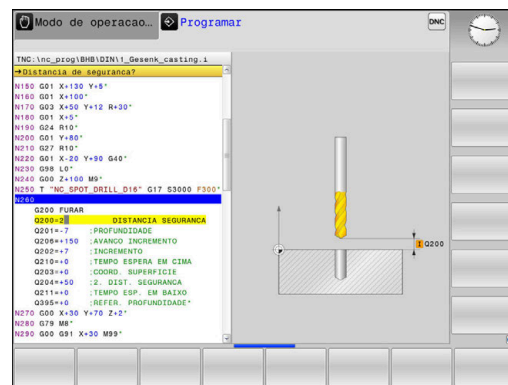 Modo de operacao... Programar
DNC
TNC:\nc_prog\BHB\DIN\1_Gesenk_casting.i
→Distancia de seguranca?
N150 G01 X+130 Y+5*
N160 G01 X+100*
N170 G03 X+50 Y+12 R+30*
N180 G01 X+5*
N190 G24 R10*
N200 G01 Y+80*
N210 G27 R10*
N220 G01 X-20 Y+90 G40*
N230 G98 L0*
N240 G00 Z+100 M9*
N250 T "NC_SPOT_DRILL_D16" G17 S3000 F300*
N260
G200 FURAR
Q200=2 DISTANCIA SEGURANCA
Q201=-7 ;PROFUNDIDADE
Q206=+150 ;AVANCO INCREMENTO
Q202=+7 ;INCREMENTO
Q210=+0 ;TEMPO ESPERA EM CIMA
Q203=+0 ;COORD. SUPERFICIE
Q204=+50 ;2. DIST. SEGURANCA
Q211=+0 ;TEMPO ESP. EM BAIXO
Q395=+0 ;REFER. PROFUNDIDADE*
N270 G00 X+30 Y+70 Z+2*
N280 G79 M8*
N290 G00 G91 X+30 M99*
I Q200